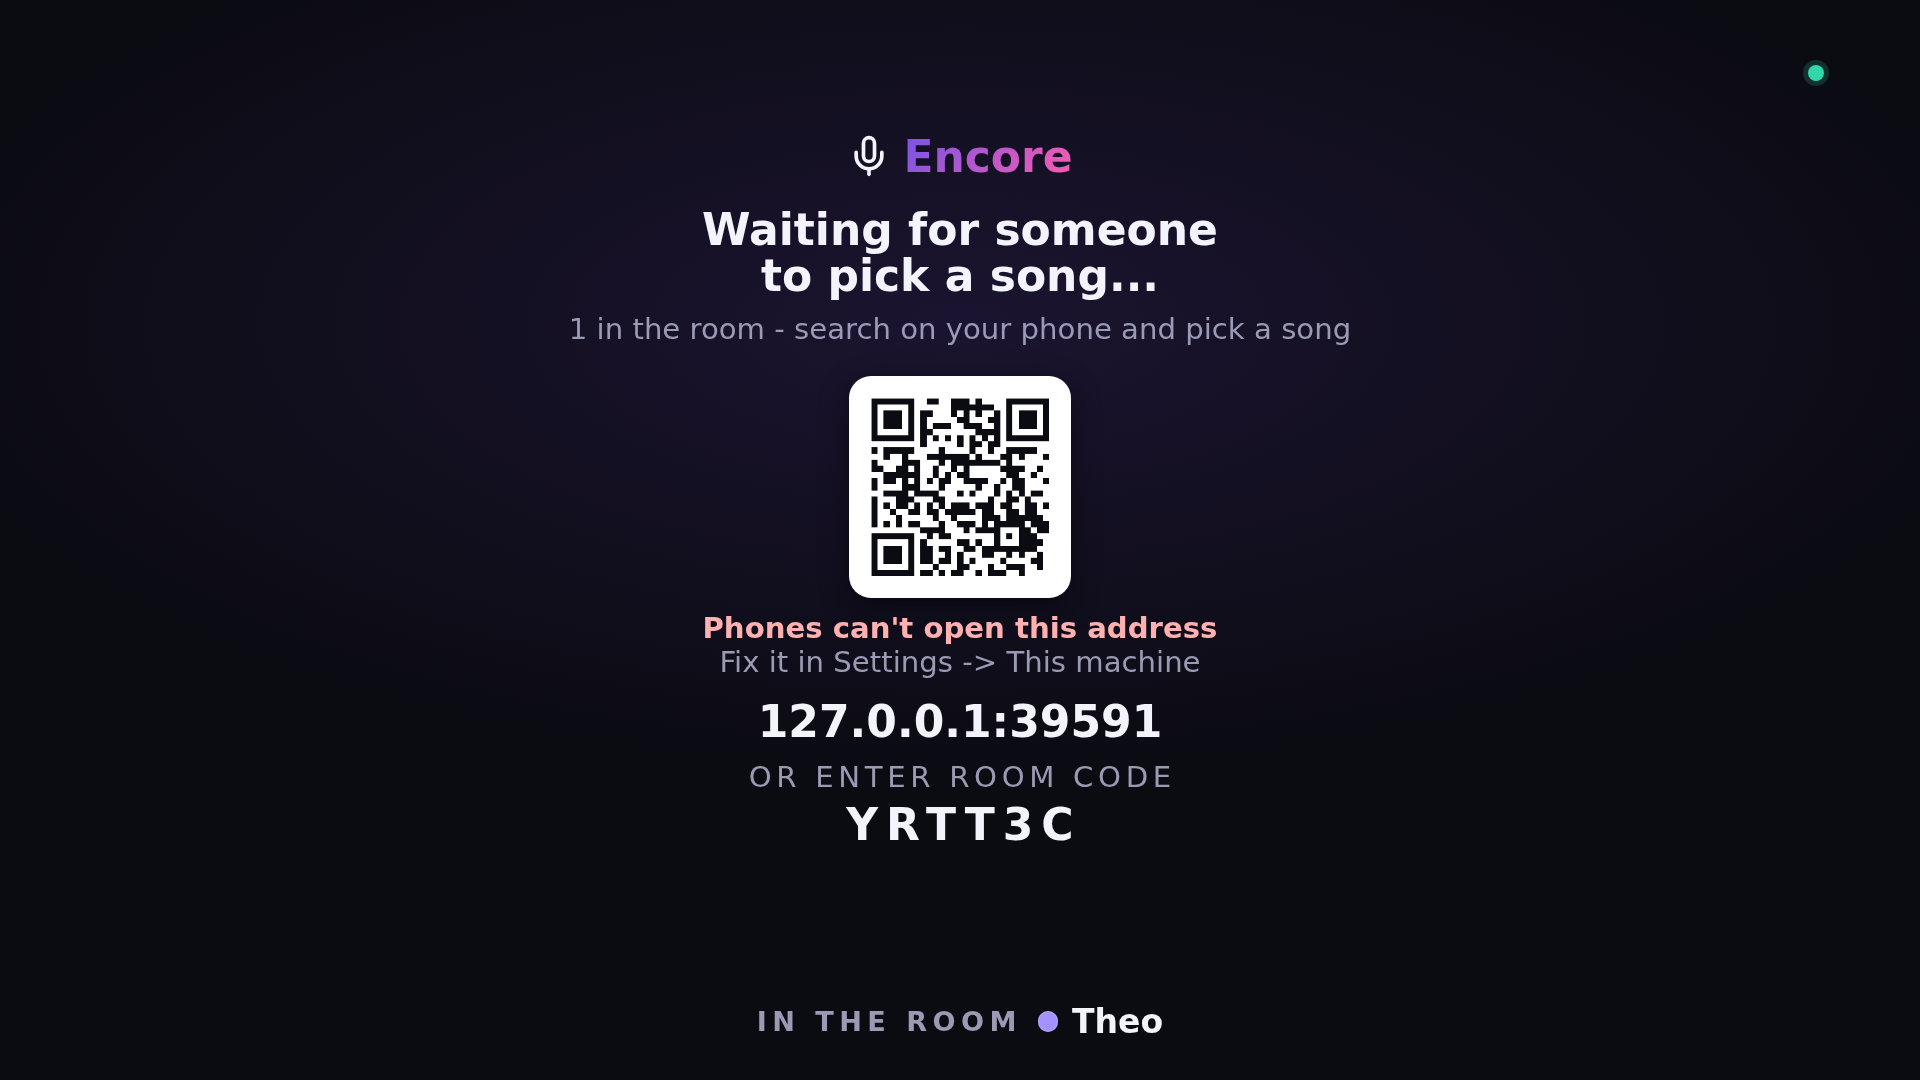 Encore
Waiting for someone
to pick a song...
1 in the room - search on your phone and pick a song
Phones can't open this address
Fix it in Settings -> This machine
127.0.0.1:39591
OR ENTER ROOM CODE
YRTT3C
IN THE ROOM Theo